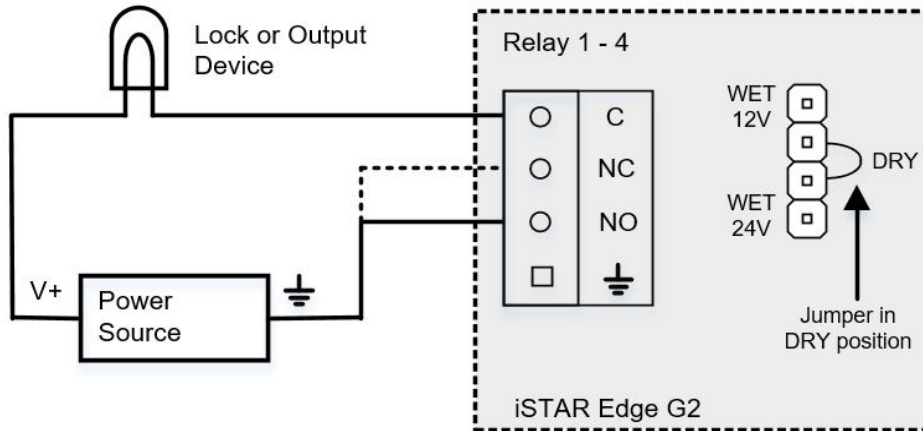 Lock or Output
Device
Relay 1 - 4
C
NC
NO
WET
12V
DRY
WET
24V
V+
Power
Source
Jumper in
DRY position
iSTAR Edge G2